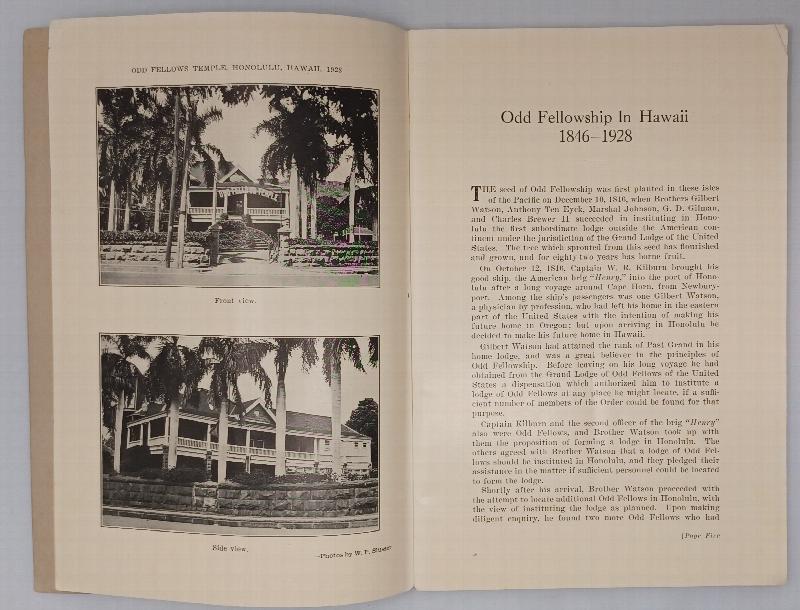 ODD FELLOWS TEMPLE, HONOLULU, HAWAII, 1928
Front view.
Side view.
—Photos by W. F.
Odd Fellowship In Hawaii
1846–1928
THE seed of Odd Fellowship was first planted in these isles
of the Pacific on December 10, 1846, when Brothers Gilbert
Watson, Anthony Ten Eyck, Marshal Johnson, G. D. Gilman,
and Charles Brewer II succeeded in instituting in Hono-
lulu the first subordinate lodge outside the American con-
tinent under the jurisdiction of the Grand Lodge of the United
States. The tree which sprouted from this seed has flourished
and grown, and for eighty two years has borne fruit.
On October 12, 1846, Captain W. R. Kilburn brought his
good ship, the American brig "Henry," into the port of Hono-
lulu after a long voyage around Cape Horn, from Newbury-
port. Among the ship's passengers was one Gilbert Watson,
a physician by profession, who had left his home in the eastern
part of the United States with the intention of making his
future home in Oregon; but upon arriving in Honolulu he
decided to make his future home in Hawaii.
Gilbert Watson had attained the rank of Past Grand in his
home lodge, and was a great believer in the principles of
Odd Fellowship. Before leaving on his long voyage he had
obtained from the Grand Lodge of Odd Fellows of the United
States a dispensation which authorized him to institute a
lodge of Odd Fellows at any place he might locate, if a suffi-
cient number of members of the Order could be found for that
purpose.
Captain Kilburn and the second officer of the brig "Henry"
also were Odd Fellows, and Brother Watson took up with
them the proposition of forming a lodge in Honolulu. The
others agreed with Brother Watson that a lodge of Odd Fel-
lows should be instituted in Honolulu, and they pledged their
assistance in the matter if sufficient personnel could be located
to form the lodge.
Shortly after his arrival, Brother Watson proceeded with
the attempt to locate additional Odd Fellows in Honolulu, with
the view of instituting the lodge as planned. Upon making
diligent enquiry, he found two more Odd Fellows who had
[Page Five